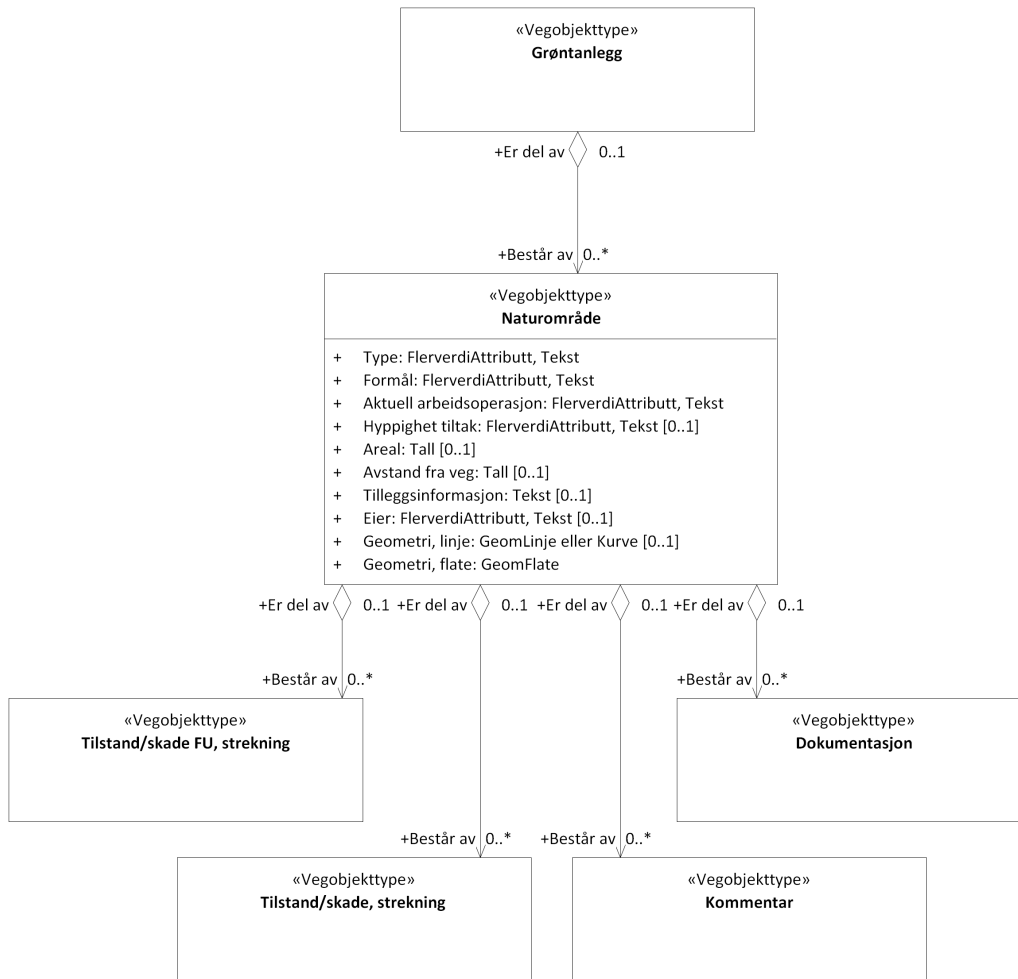 «Vegobjekttype»
Grøntanlegg
+Er del av 0..1
+Består av 0..*
«Vegobjekttype»
Naturområde
+ Type: FlerverdiAttributt, Tekst
+ Formål: FlerverdiAttributt, Tekst
+ Aktuell arbeidsoperasjon: FlerverdiAttributt, Tekst
+ Hyppighet tiltak: FlerverdiAttributt, Tekst [0..1]
+ Areal: Tall [0..1]
+ Avstand fra veg: Tall [0..1]
+ Tilleggsinformasjon: Tekst [0..1]
+ Eier: FlerverdiAttributt, Tekst [0..1]
+ Geometri, linje: GeomLinje eller Kurve [0..1]
+ Geometri, flate: GeomFlate
+Er del av 0..1 +Er del av 0..1 +Er del av 0..1 +Er del av 0..1
+Består av 0..* +Består av 0..*
«Vegobjekttype» «Vegobjekttype»
Tilstand/skade FU, strekning Dokumentasjon
+Består av 0..* +Består av 0..*
«Vegobjekttype» «Vegobjekttype»
Tilstand/skade, strekning Kommentar